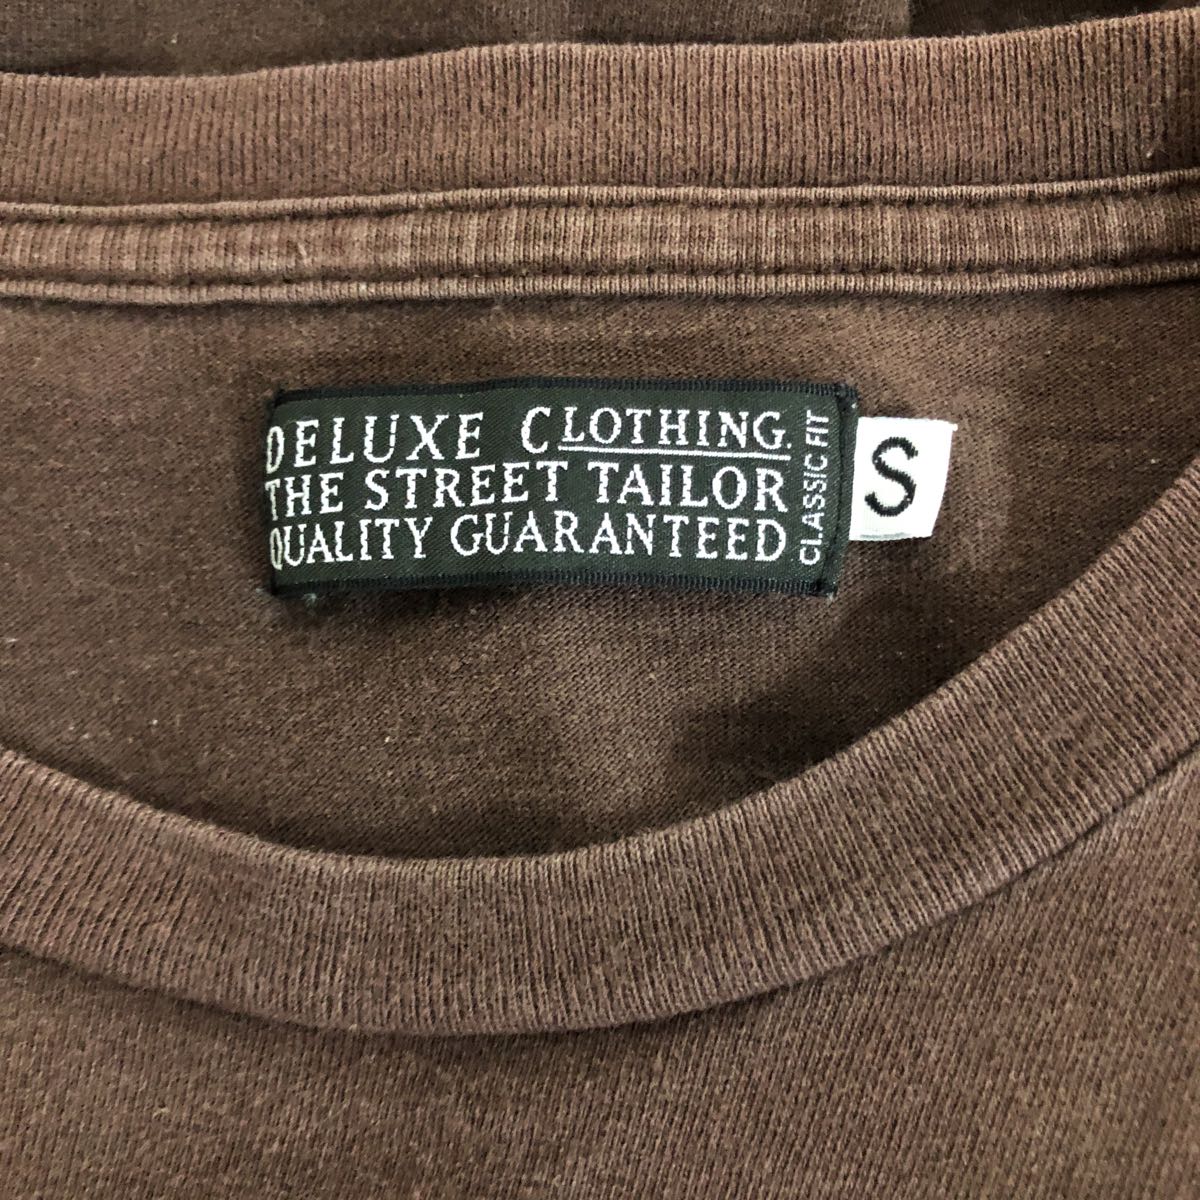 DELUXE CLOTHING.
THE STREET TAILOR
QUALITY GUARANTEED
CLASSIC FIT
S